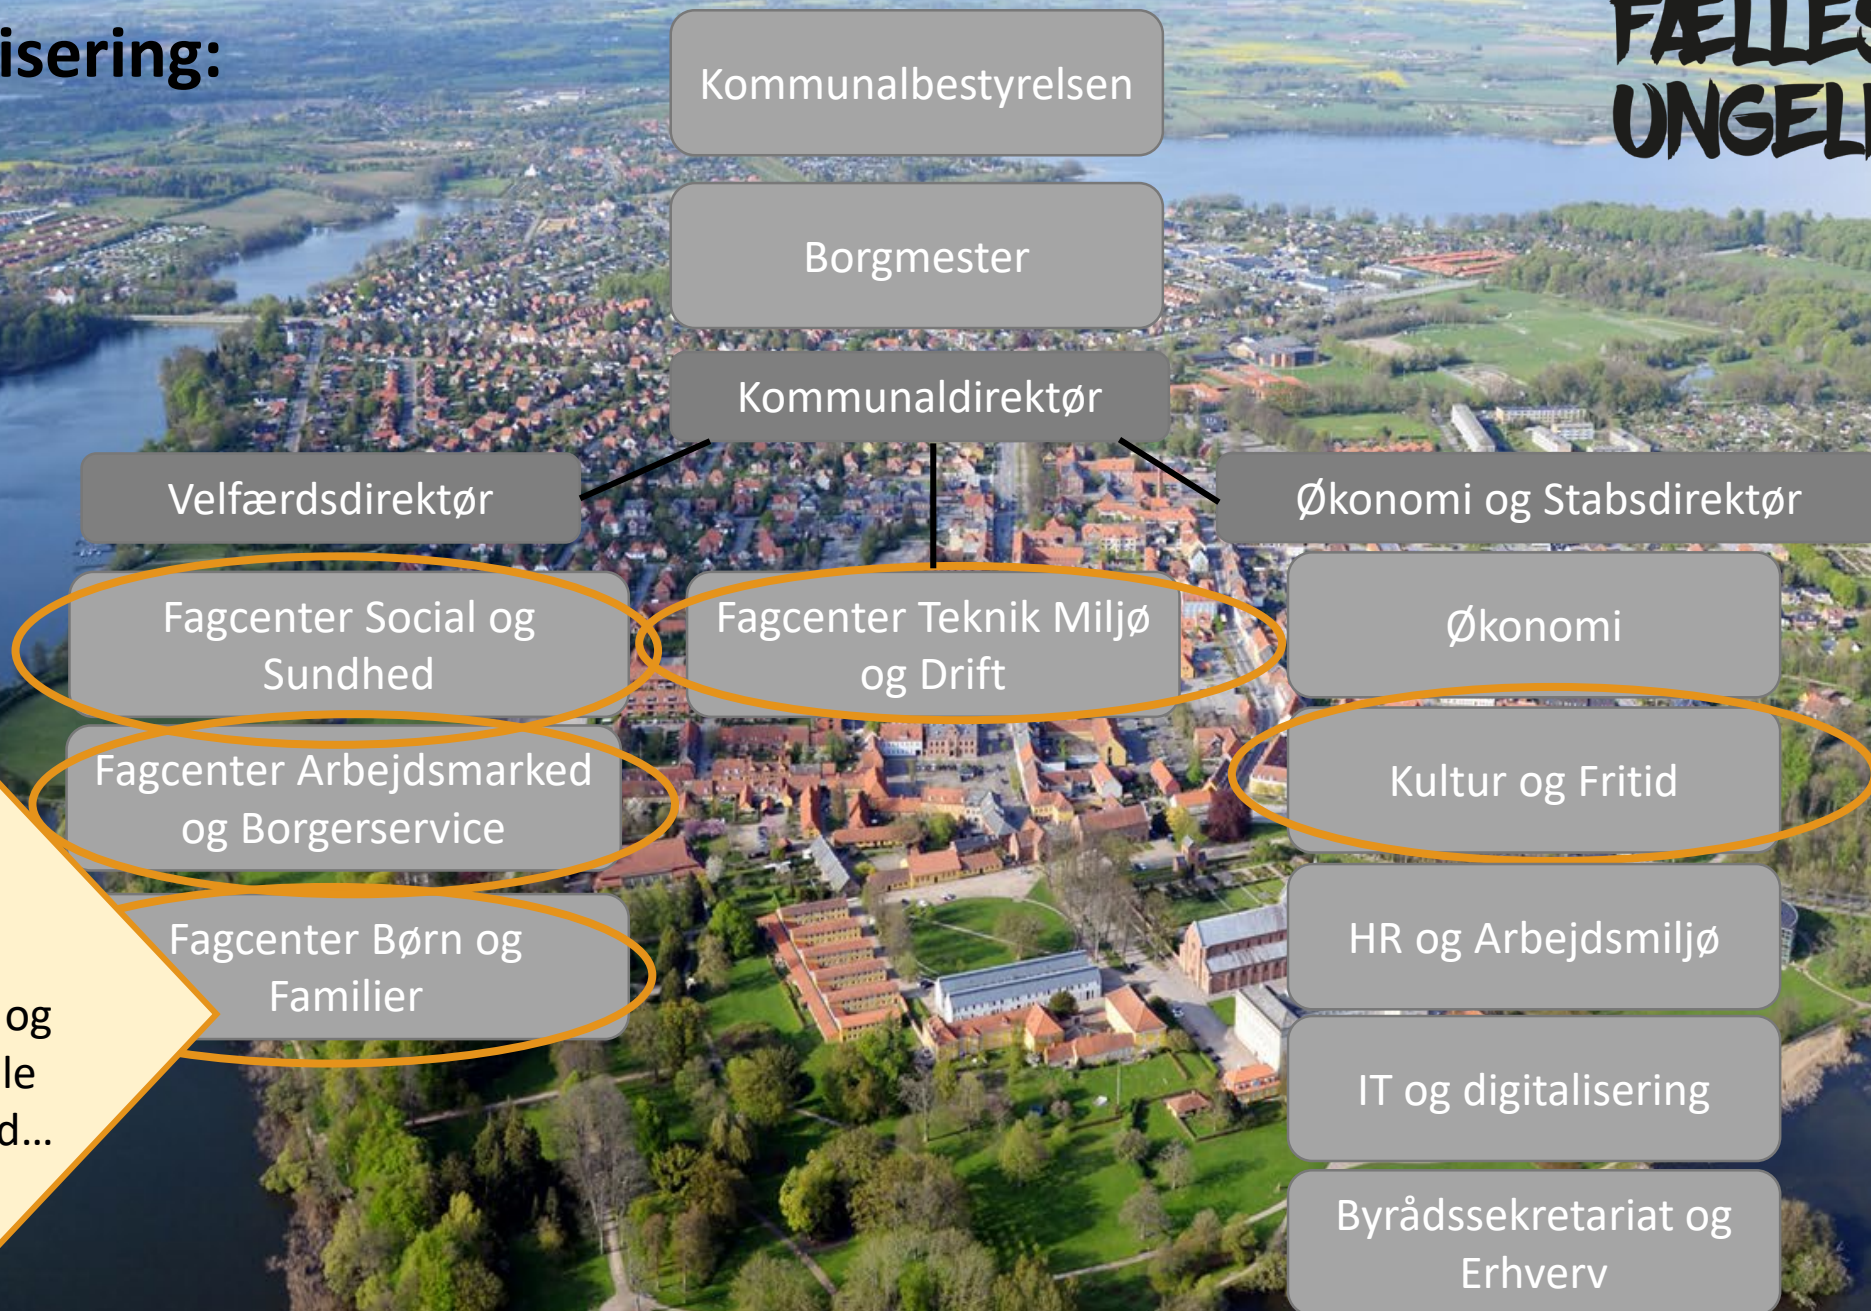 isering:
FÆLLES
UNGEL
Kommunalbestyrelsen
Borgmester
Kommunaldirektør
Velfærdsdirektør
Økonomi og Stabsdirektør
Fagcenter Social og
Sundhed
Fagcenter Teknik Miljø
og Drift
Økonomi
Fagcenter Arbejdsmarked
og Borgerservice
Kultur og Fritid
Fagcenter Børn og
Familier
HR og Arbejdsmiljø
og
le
d...
IT og digitalisering
Byrådssekretariat og
Erhverv